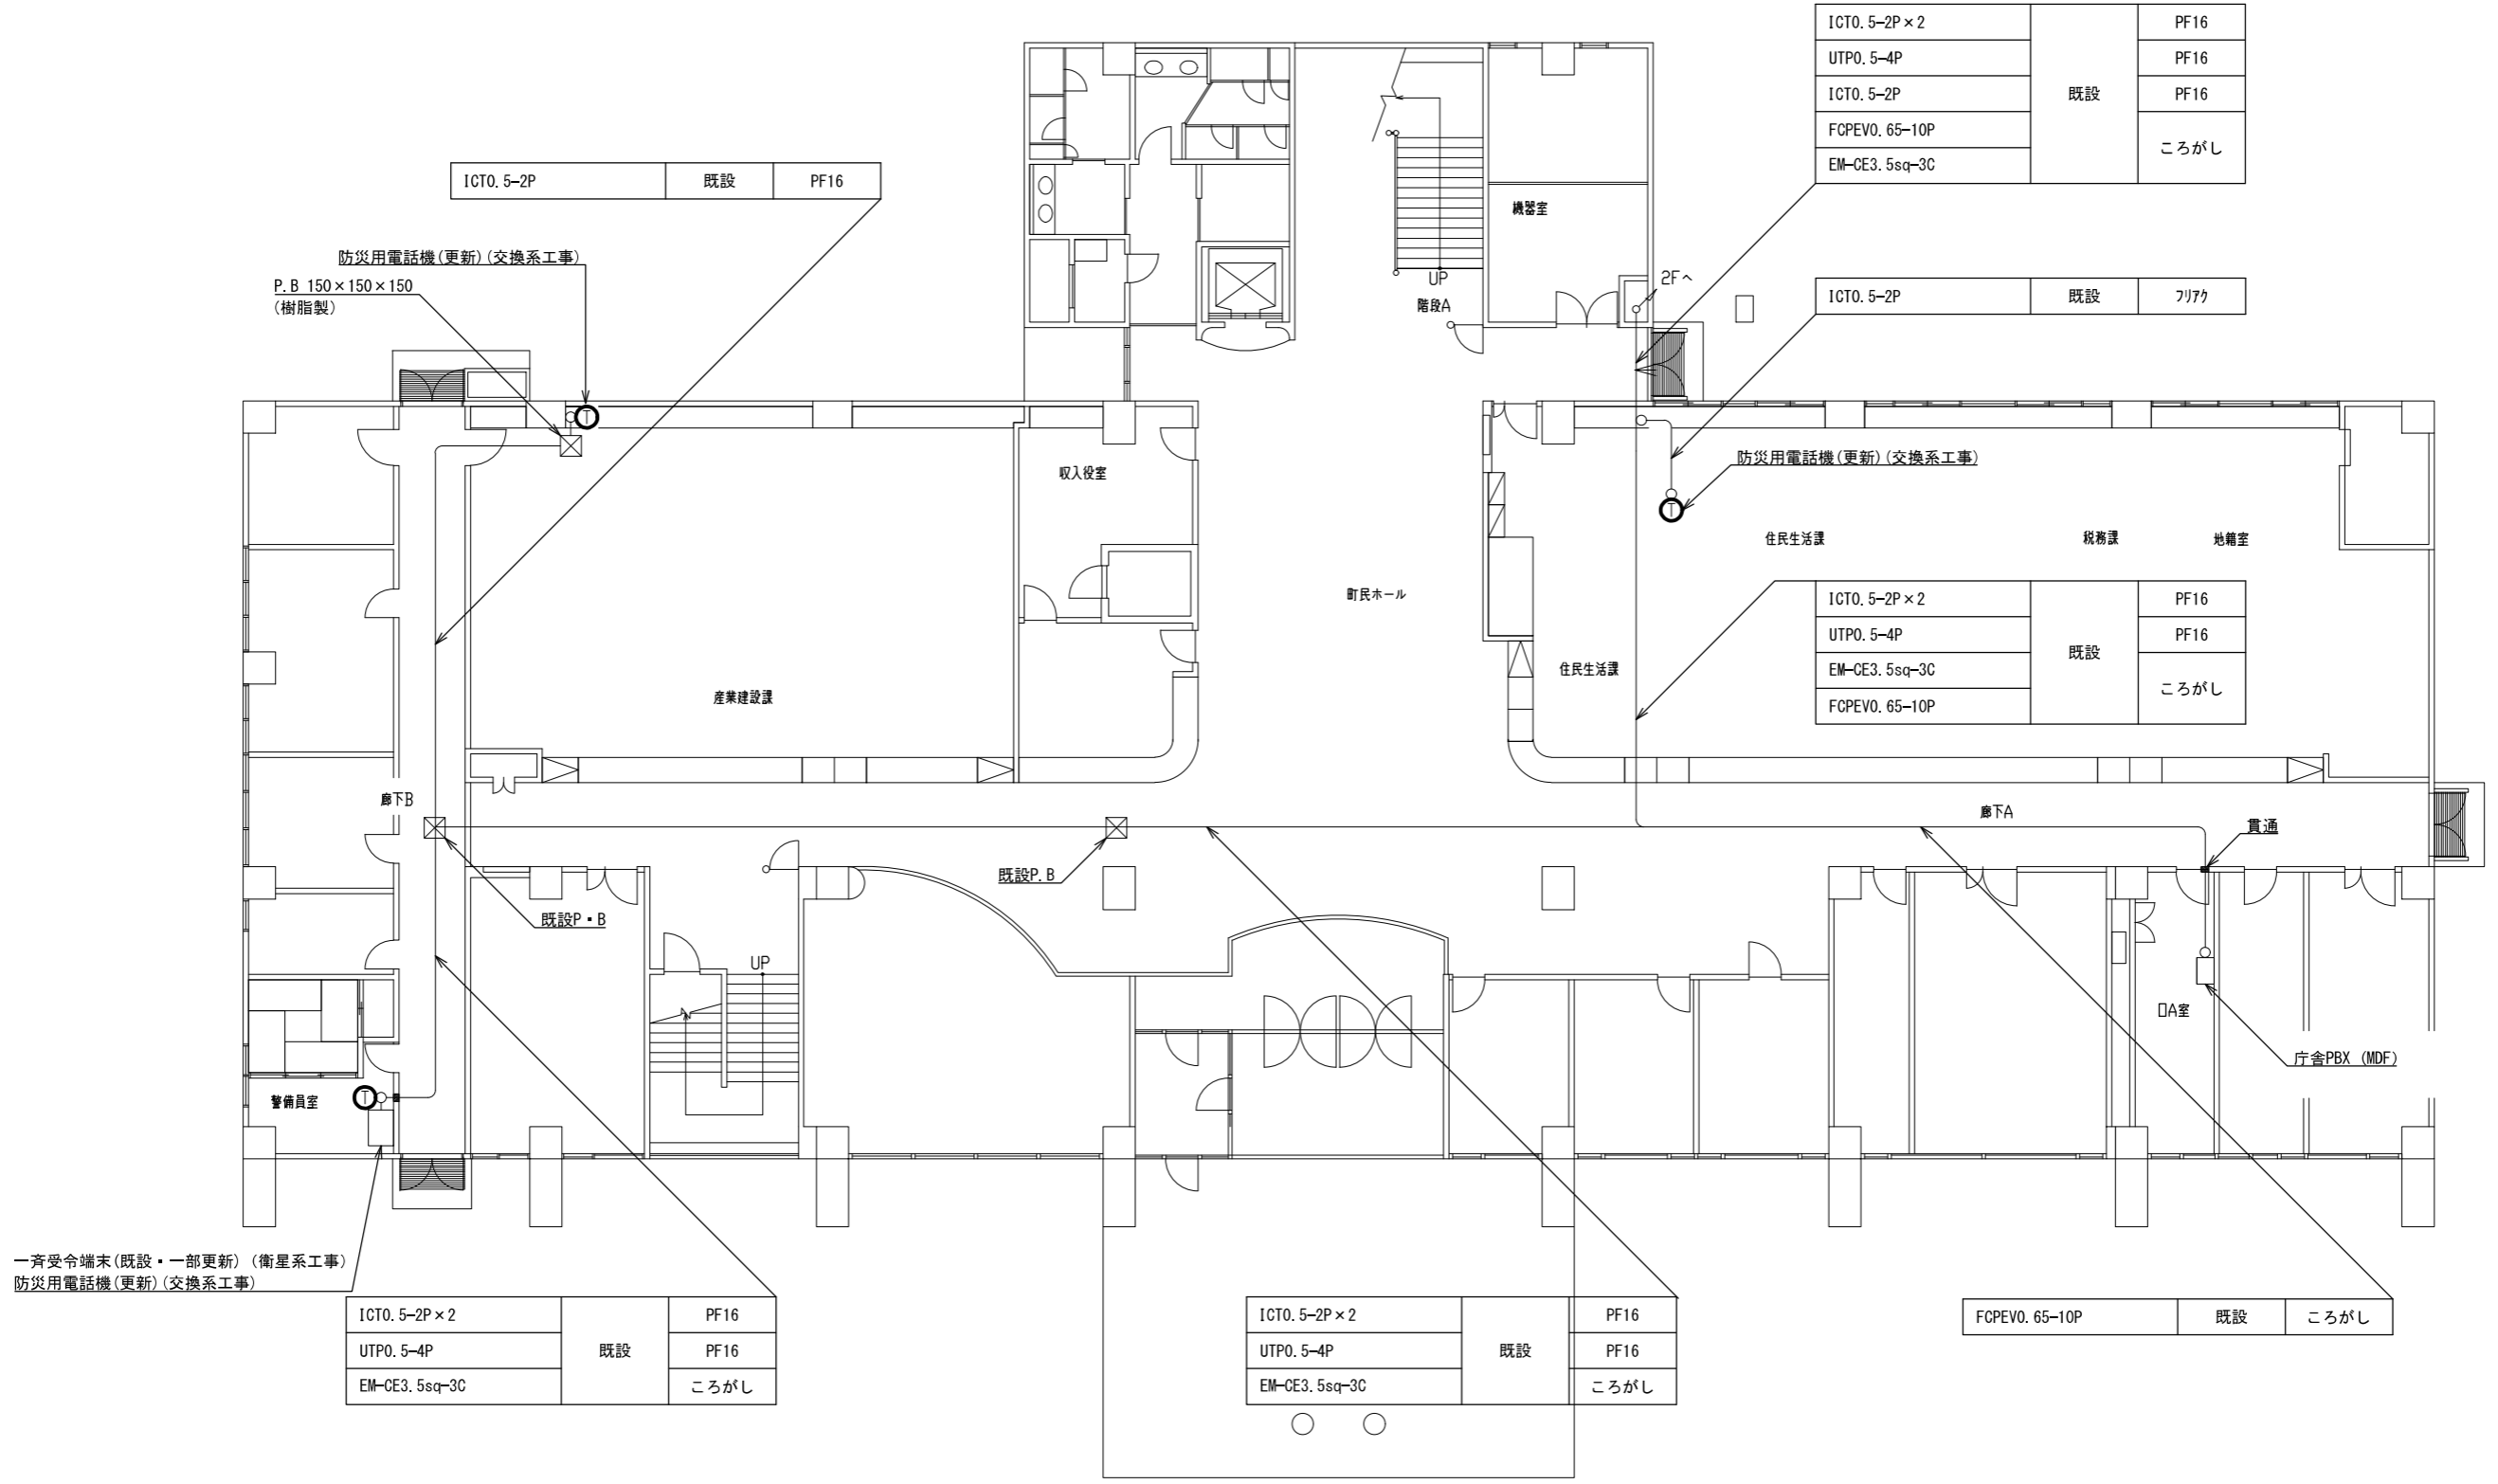 ICT0.5-2P×2 既設 PF16
UTP0.5-4P PF16
ICT0.5-2P PF16
FCPEV0.65-10P ころがし
EM-CE3.5sq-3C
ICT0.5-2P 既設 PF16
機器室
防災用電話機(更新)(交換系工事)
P.B 150×150×150
(樹脂製)
UP
階段A
2Fへ
ICT0.5-2P 既設 フリアク
T
収入役室
防災用電話機(更新)(交換系工事)
T
住民生活課
税務課
地籍室
町民ホール
ICT0.5-2P×2 既設 PF16
UTP0.5-4P PF16
EM-CE3.5sq-3C ころがし
FCPEV0.65-10P
住民生活課
産業建設課
廊下B
廊下A
貫通
既設P.B
既設P・B
UP
A室
庁舎PBX (MDF)
警備員室
T
一斉受令端末(既設・一部更新) (衛星系工事)
防災用電話機(更新)(交換系工事)
ICT0.5-2P×2 既設 PF16
UTP0.5-4P PF16
EM-CE3.5sq-3C ころがし
ICT0.5-2P×2 既設 PF16
UTP0.5-4P PF16
EM-CE3.5sq-3C ころがし
FCPEV0.65-10P 既設 ころがし